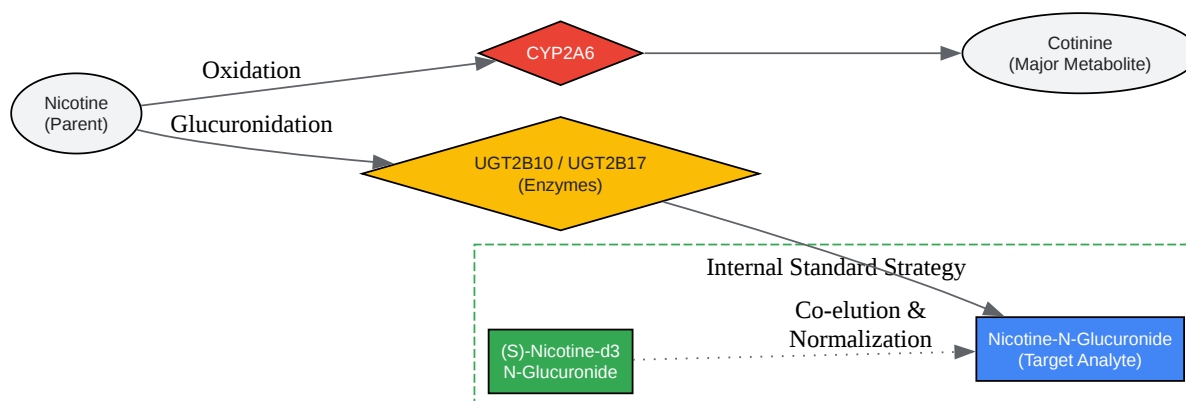 CYP2A6
Cotinine
(Major Metabolite)
Oxidation
Nicotine
(Parent)
Glucuronidation
UGT2B10 / UGT2B17
(Enzymes)
Internal Standard Strategy
Co-elution &
Normalization
(S)-Nicotine-d3
N-Glucuronide
Nicotine-N-Glucuronide
(Target Analyte)